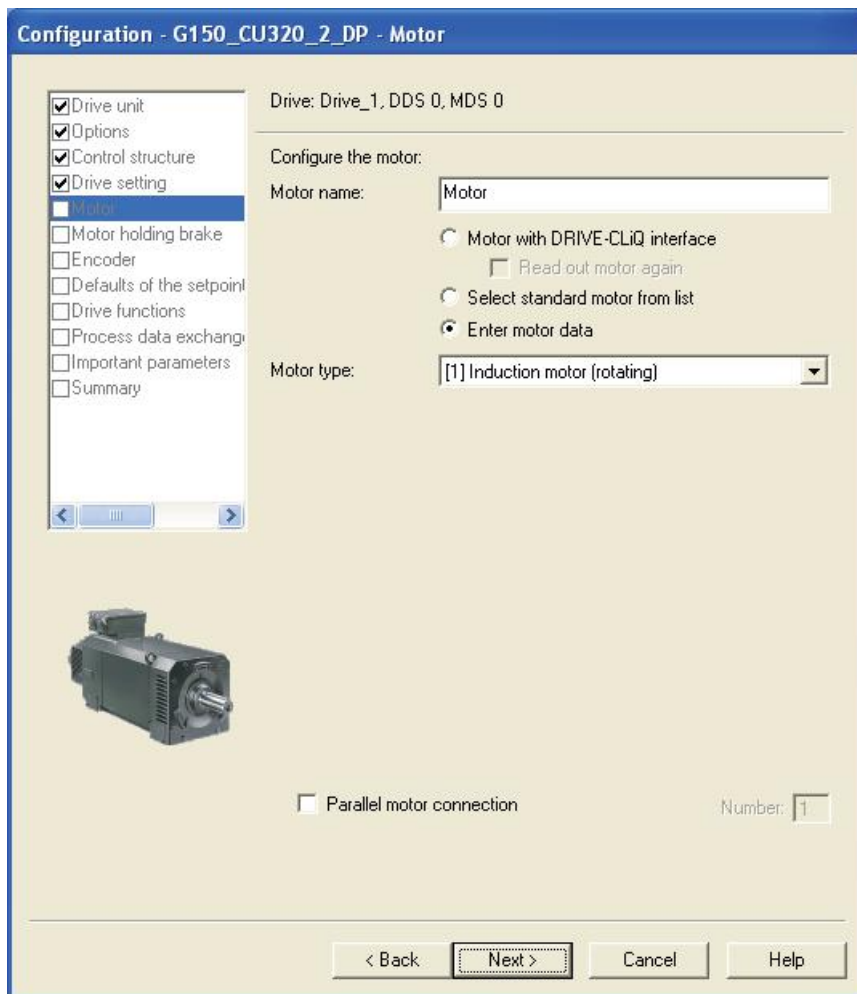 Configuration - G150_CU320_2_DP - Motor
Drive unit
Options
Control structure
Drive setting
Motor
Motor holding brake
Encoder
Defaults of the setpoint
Drive functions
Process data exchang
Important parameters
Summary
Drive: Drive_1, DDS 0, MDS 0
Configure the motor:
Motor name: Motor
Motor with DRIVE-CLiQ interface
Read out motor again
Select standard motor from list
Enter motor data
Motor type: [1] Induction motor (rotating)
Parallel motor connection Number: 1
< Back Next > Cancel Help